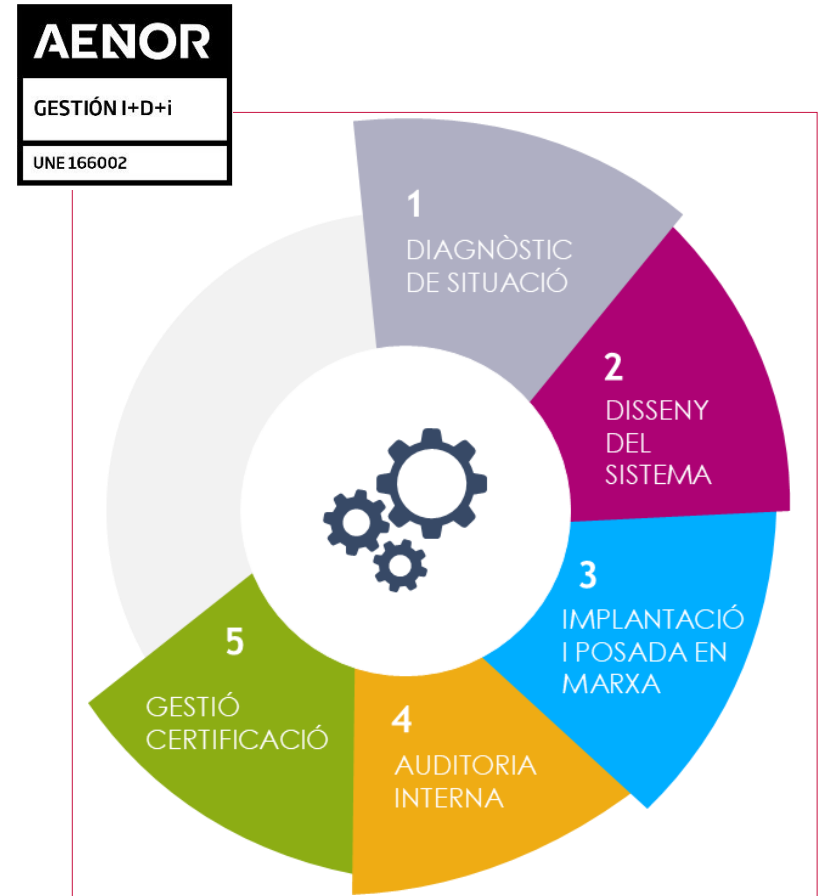 AENOR
GESTIÓN I+D+i
UNE 166002
1
DIAGNÒSTIC
DE SITUACIÓ
2
DISSENY
DEL
SISTEMA
3
IMPLANTACIÓ
I POSADA EN
MARXA
4
AUDITORIA
INTERNA
5
GESTIÓ
CERTIFICACIÓ